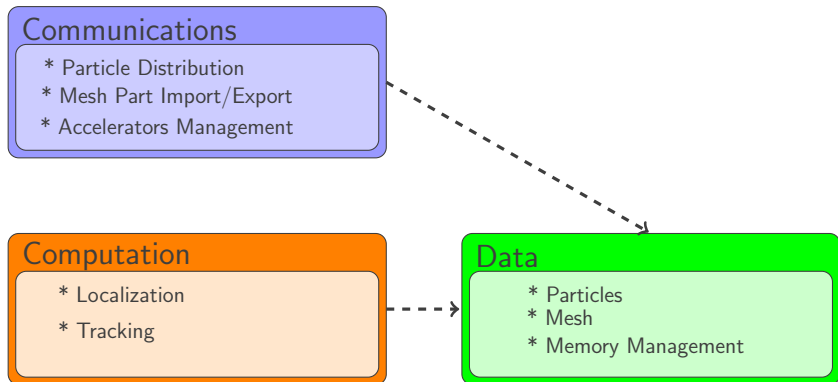 Communications
* Particle Distribution
* Mesh Part Import/Export
* Accelerators Management
Computation
* Localization
* Tracking
Data
* Particles
* Mesh
* Memory Management